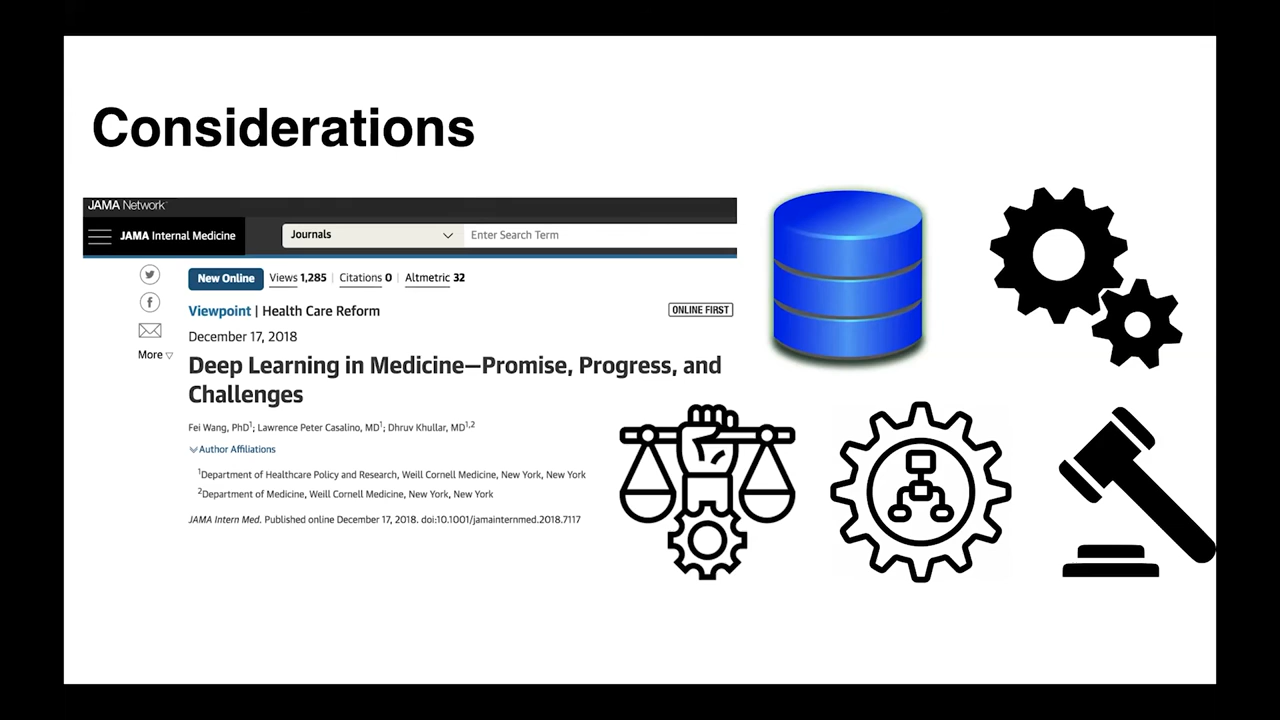 Considerations
JAMA Network
JAMA Internal Medicine
Journals
Enter Search Term
New Online Views 1,285 Citations 0 Altmetric 32
Viewpoint | Health Care Reform
ONLINE FIRST
December 17, 2018
More
Deep Learning in Medicine—Promise, Progress, and
Challenges
Fei Wang, PhD1; Lawrence Peter Casalino, MD1; Dhruv Khullar, MD1,2
Author Affiliations
1Department of Healthcare Policy and Research, Weill Cornell Medicine, New York, New York
2Department of Medicine, Weill Cornell Medicine, New York, New York
JAMA Intern Med. Published online December 17, 2018. doi:10.1001/jamainternmed.2018.7117